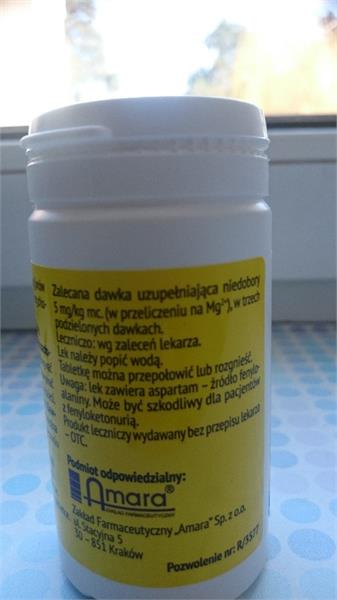 Zalecana dawka uzupełniająca niedobory
5 mg/kg mc. (w przeliczeniu na Mg²⁺), w trzech
podzielonych dawkach.
Leczniczo: wg zaleceń lekarza.
Lek należy popić wodą.
Tabletkę można przepołowić lub rozgnieść.
Uwaga: lek zawiera aspartam – źródło fenylo-
alaniny. Może być szkodliwy dla pacjentów
z fenyloketonurią.
Produkt leczniczy wydawany bez przepisu lekarza
– OTC.
Podmiot odpowiedzialny:
Amara®
ZAKŁAD FARMACEUTYCZNY
Zakład Farmaceutyczny „Amara” Sp. z o.o.
ul. Stacyjna 5
30 – 851 Kraków
Pozwolenie nr: R/3577